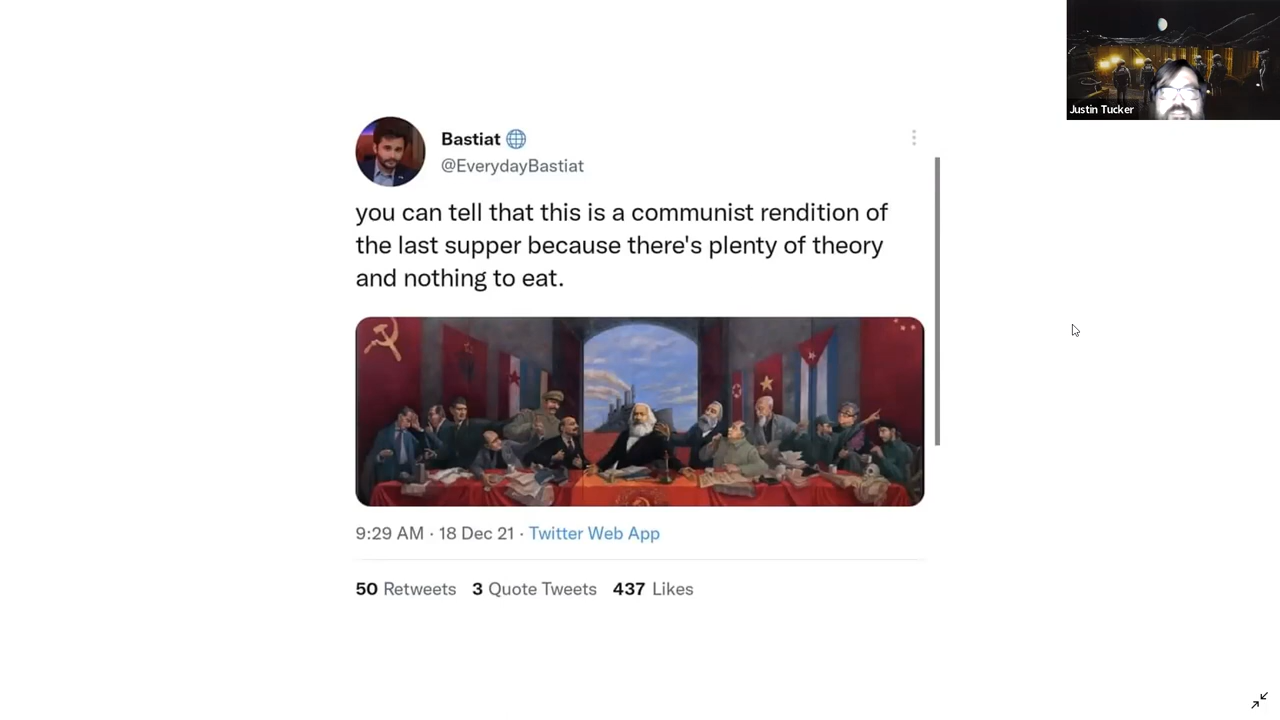 Justin Tucker
Bastiat
@EverydayBastiat
you can tell that this is a communist rendition of
the last supper because there's plenty of theory
and nothing to eat.
9:29 AM · 18 Dec 21 · Twitter Web App
50 Retweets 3 Quote Tweets 437 Likes